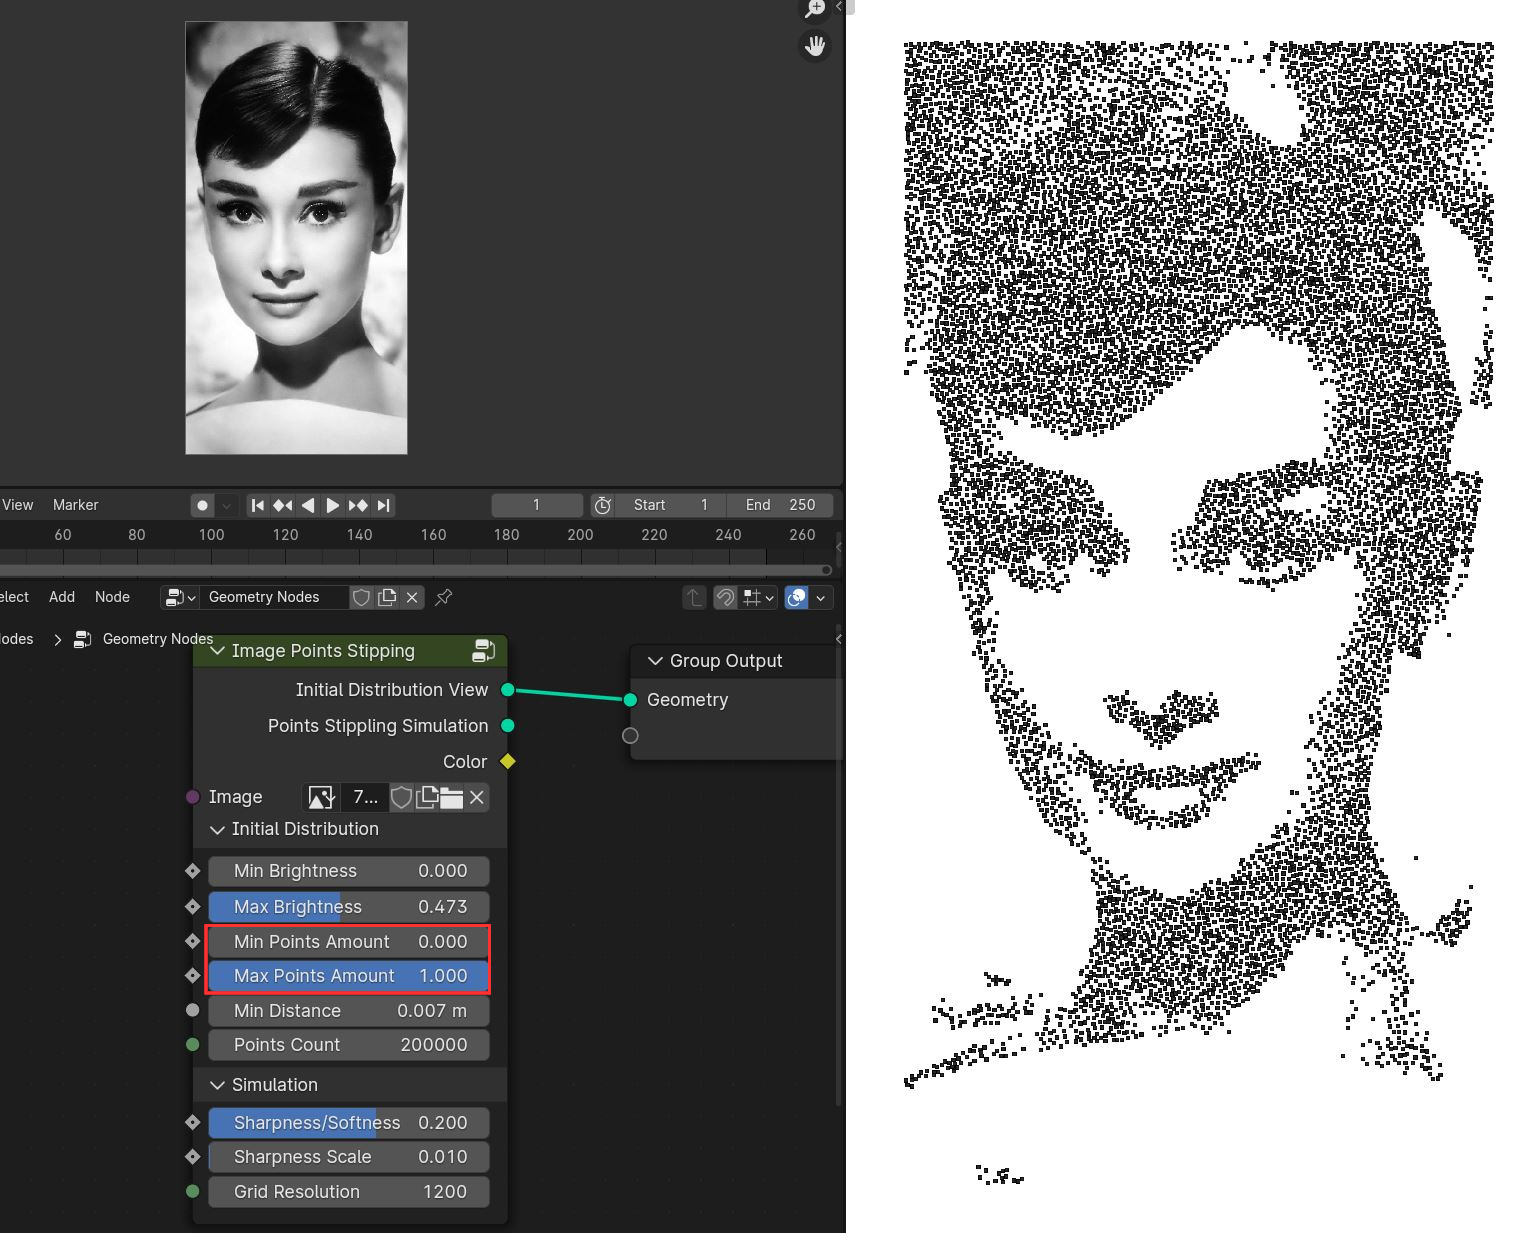 View Marker
1
Start 1
End 250
60 80 100 120 140 160 180 200 220 240 260
elect Add Node
Geometry Nodes
odes > Geometry Nodes
Image Points Stipping
Initial Distribution View
Points Stippling Simulation
Color
Image 7...
Initial Distribution
Min Brightness 0.000
Max Brightness 0.473
Min Points Amount 0.000
Max Points Amount 1.000
Min Distance 0.007 m
Points Count 200000
Simulation
Sharpness/Softness 0.200
Sharpness Scale 0.010
Grid Resolution 1200
Group Output
Geometry